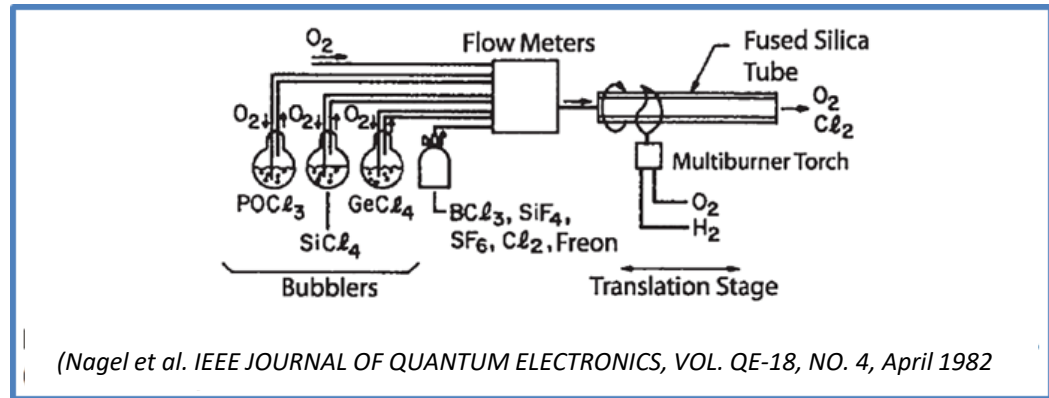 O2
Flow Meters
Fused Silica
Tube
O2
Cl2
O2
O2
O2
Multiburner Torch
POCl3
GeCl4
SiCl4
BCl3, SiF4,
SF6, Cl2, Freon
O2
H2
Bubblers
Translation Stage
(Nagel et al. IEEE JOURNAL OF QUANTUM ELECTRONICS, VOL. QE-18, NO. 4, April 1982